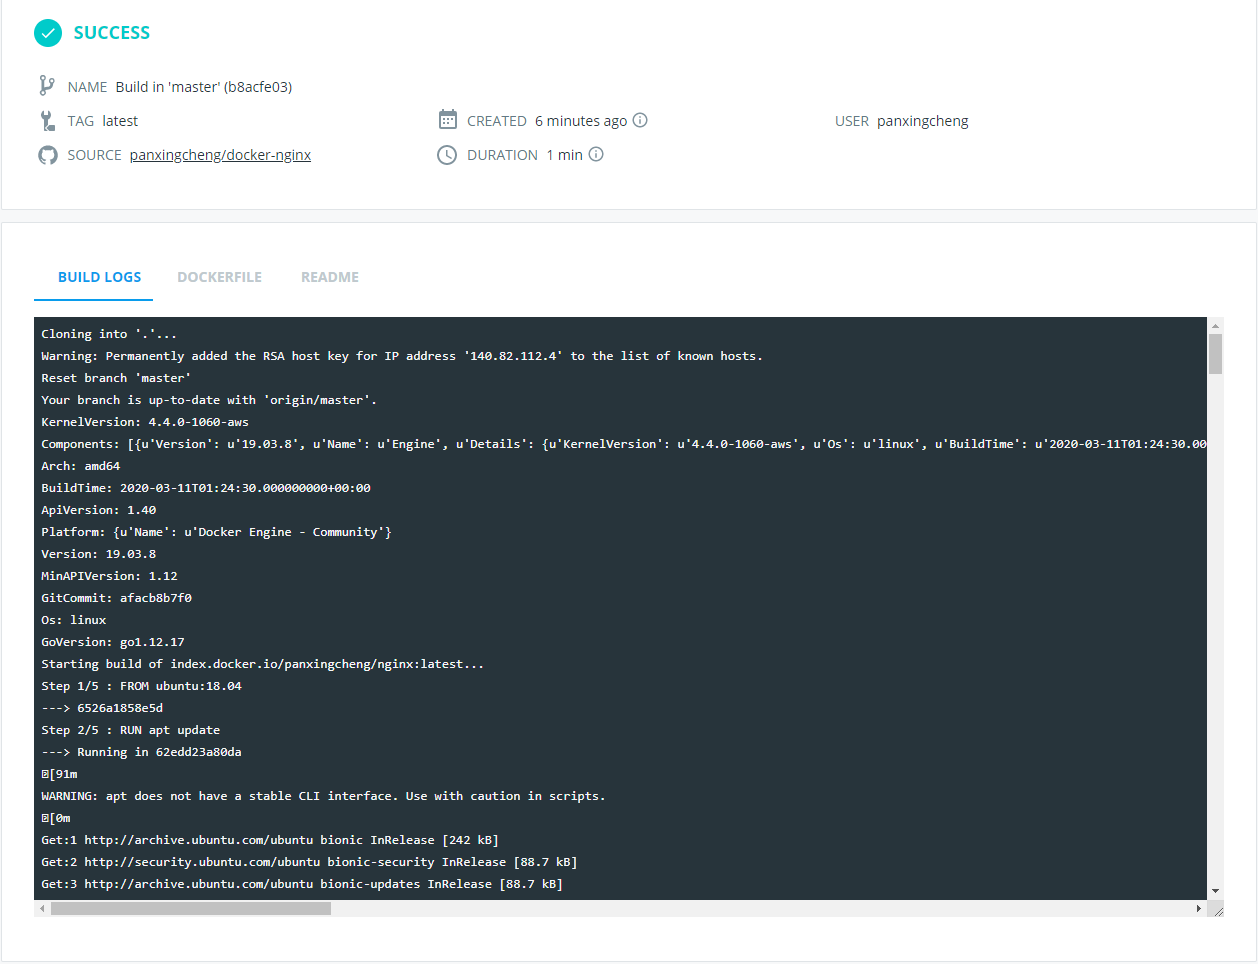 SUCCESS
NAME Build in 'master' (b8acfe03)
TAG latest CREATED 6 minutes ago USER panxingcheng
SOURCE panxingcheng/docker-nginx DURATION 1 min
BUILD LOGS DOCKERFILE README
Cloning into '.'...
Warning: Permanently added the RSA host key for IP address '140.82.112.4' to the list of known hosts.
Reset branch 'master'
Your branch is up-to-date with 'origin/master'.
KernelVersion: 4.4.0-1060-aws
Components: [{u'Version': u'19.03.8', u'Name': u'Engine', u'Details': {u'KernelVersion': u'4.4.0-1060-aws', u'Os': u'linux', u'BuildTime': u'2020-03-11T01:24:30.00
Arch: amd64
BuildTime: 2020-03-11T01:24:30.000000000+00:00
ApiVersion: 1.40
Platform: {u'Name': u'Docker Engine - Community'}
Version: 19.03.8
MinAPIVersion: 1.12
GitCommit: afacb8b7f0
Os: linux
GoVersion: go1.12.17
Starting build of index.docker.io/panxingcheng/nginx:latest...
Step 1/5 : FROM ubuntu:18.04
---> 6526a1858e5d
Step 2/5 : RUN apt update
---> Running in 62edd23a80da
[91m
WARNING: apt does not have a stable CLI interface. Use with caution in scripts.
[0m
Get:1 http://archive.ubuntu.com/ubuntu bionic InRelease [242 kB]
Get:2 http://security.ubuntu.com/ubuntu bionic-security InRelease [88.7 kB]
Get:3 http://archive.ubuntu.com/ubuntu bionic-updates InRelease [88.7 kB]